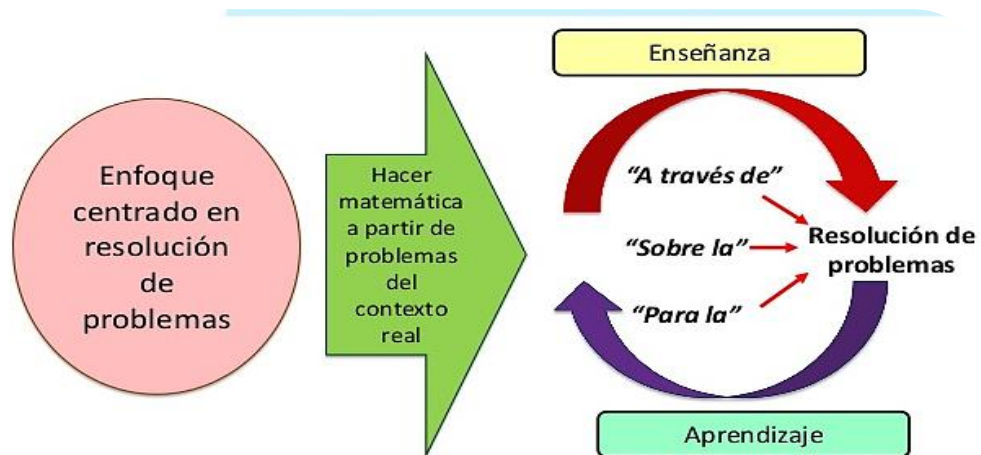 Enfoque
centrado en
resolución
de
problemas
Hacer
matemática
a partir de
problemas
del
contexto
real
Enseñanza
“A través de”
“Sobre la”
“Para la”
Resolución de
problemas
Aprendizaje